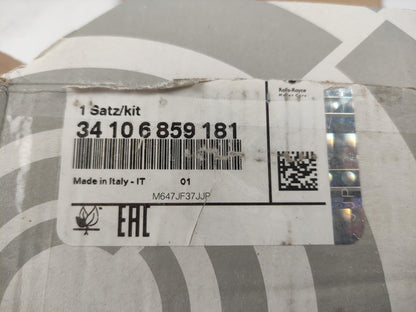 Rolls-Royce
Motor Cars
1 Satz/kit
34 10 6 859 181
Made in Italy - IT 01
M647JF37JJP
EAC